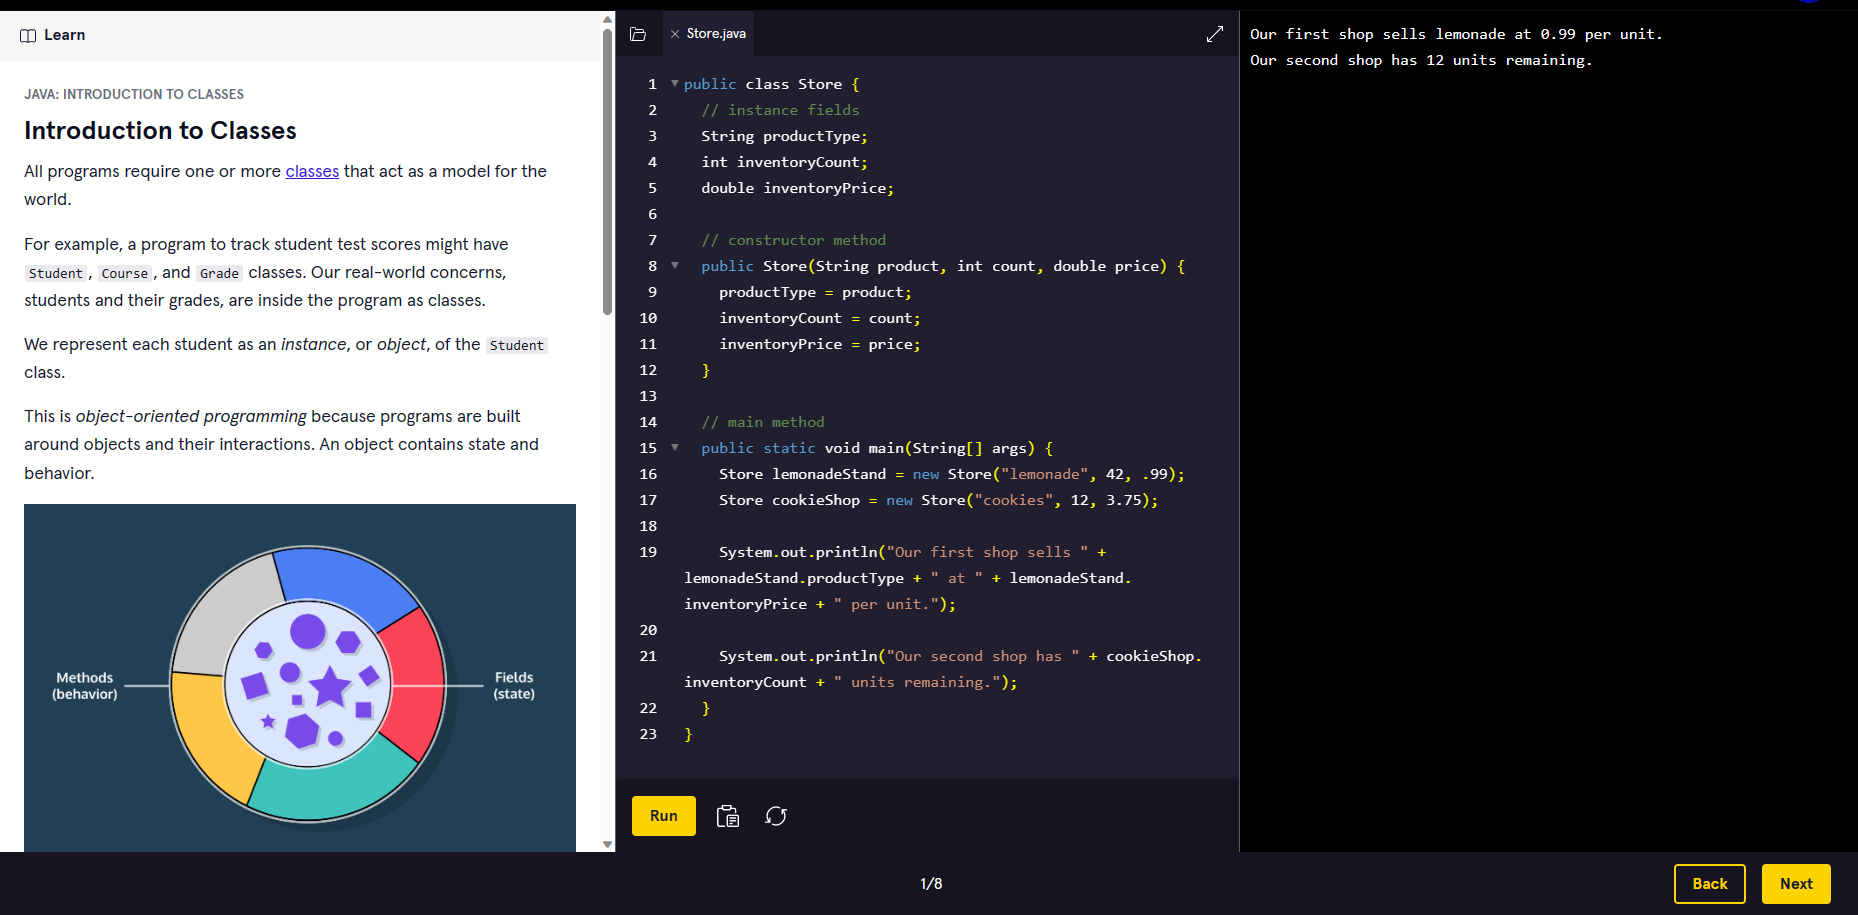 Learn
JAVA: INTRODUCTION TO CLASSES
Introduction to Classes
All programs require one or more classes that act as a model for the
world.
For example, a program to track student test scores might have
Student, Course, and Grade classes. Our real-world concerns,
students and their grades, are inside the program as classes.
We represent each student as an instance, or object, of the Student
class.
This is object-oriented programming because programs are built
around objects and their interactions. An object contains state and
behavior.
Methods
(behavior)
Fields
(state)
Store.java
1 public class Store {
2 // instance fields
3 String productType;
4 int inventoryCount;
5 double inventoryPrice;
6
7 // constructor method
8 public Store(String product, int count, double price) {
9 productType = product;
10 inventoryCount = count;
11 inventoryPrice = price;
12 }
13
14 // main method
15 public static void main(String[] args) {
16 Store lemonadeStand = new Store("lemonade", 42, .99);
17 Store cookieShop = new Store("cookies", 12, 3.75);
18
19 System.out.println("Our first shop sells " +
lemonadeStand.productType + " at " + lemonadeStand.
inventoryPrice + " per unit.");
20
21 System.out.println("Our second shop has " + cookieShop.
inventoryCount + " units remaining.");
22 }
23 }
Run
Our first shop sells lemonade at 0.99 per unit.
Our second shop has 12 units remaining.
1/8
Back
Next